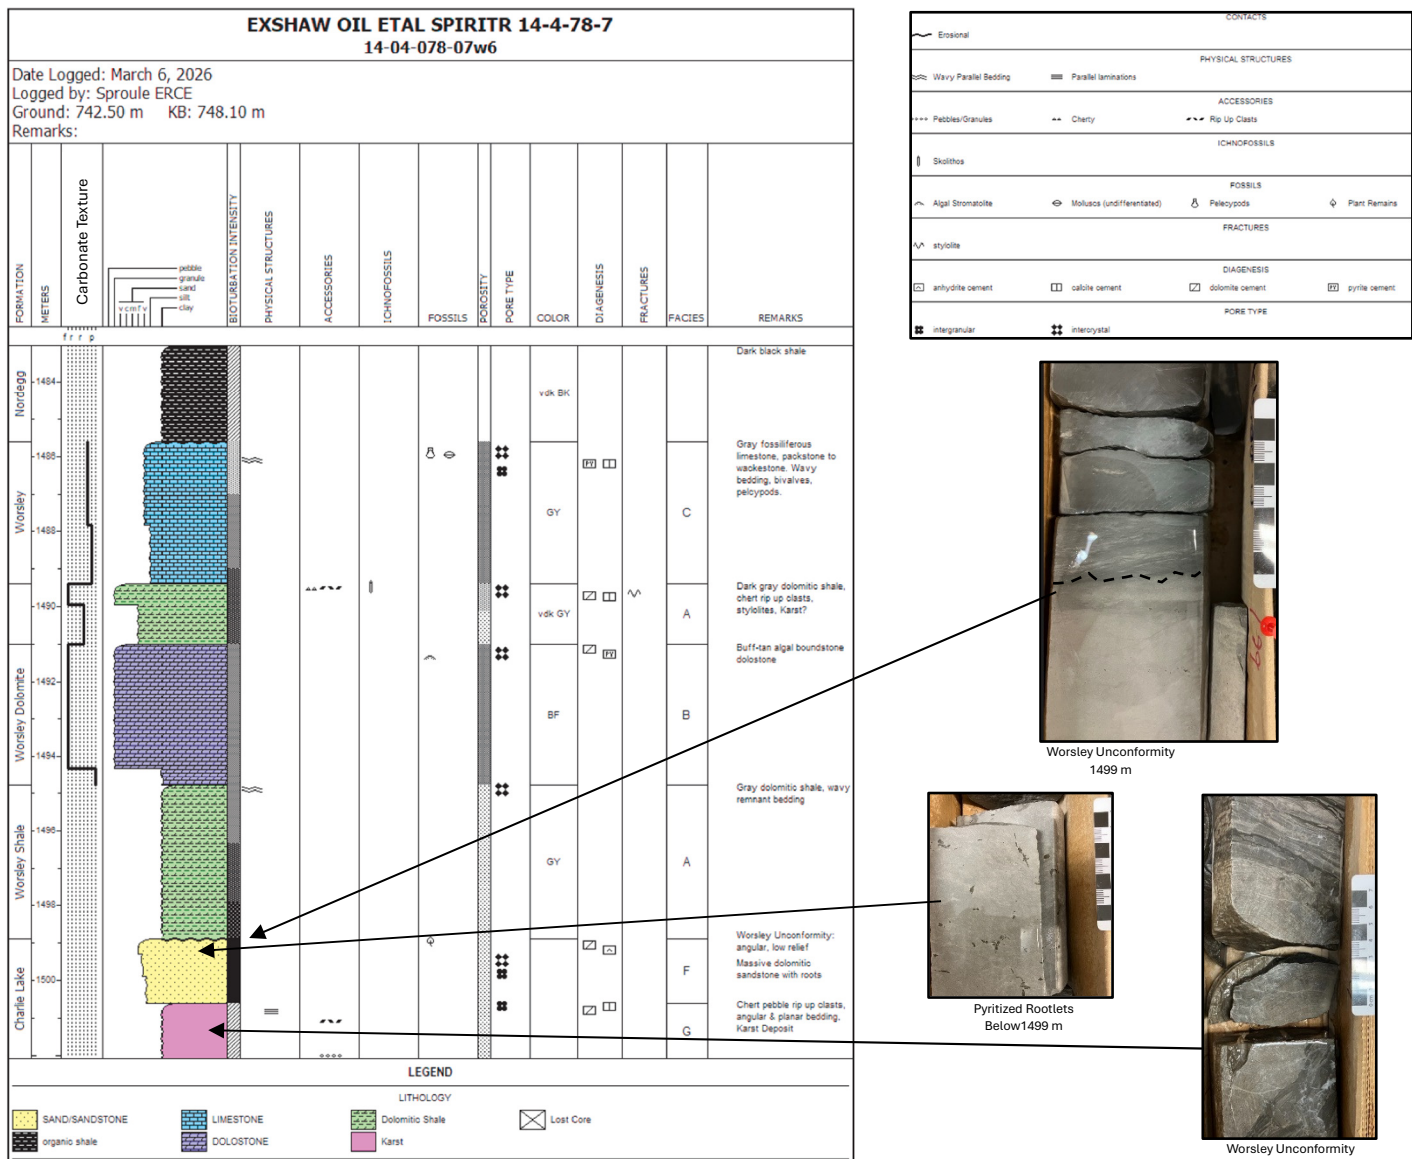 EXSHAW OIL ETAL SPIRITR 14-4-78-7
14-04-078-07w6
Date Logged: March 6, 2026
Logged by: Sproule ERCE
Ground: 742.50 m KB: 748.10 m
Remarks:
FORMATION
METERS
Carbonate Texture
pebble
granule
sand
silt
clay
v c m f v
BIOTURBATION INTENSITY
PHYSICAL STRUCTURES
ACCESSORIES
ICHNOFOSSILS
FOSSILS
POROSITY
PORE TYPE
COLOR
DIAGENESIS
FRACTURES
FACIES
REMARKS
f r r p
Nordegg
1484
vdk BK
Dark black shale
Worsley
1486
1488
PY
GY
C
Gray fossiliferous
limestone, packstone to
wackestone. Wavy
bedding, bivalves,
pelcypods.
1490
vdk GY
A
Dark gray dolomitic shale,
chert rip up clasts,
stylolites, Karst?
Worsley Dolomite
1492
1494
PY
BF
B
Buff-tan algal boundstone
dolostone
Worsley Shale
1496
1498
GY
A
Gray dolomitic shale, wavy
remnant bedding
Charlie Lake
1500
F
Worsley Unconformity:
angular, low relief
Massive dolomitic
sandstone with roots
G
Chert pebble rip up clasts,
angular & planar bedding,
Karst Deposit
LEGEND
LITHOLOGY
SAND/SANDSTONE
LIMESTONE
Dolomitic Shale
Lost Core
organic shale
DOLOSTONE
Karst
CONTACTS
Erosional
PHYSICAL STRUCTURES
Wavy Parallel Bedding
Parallel laminations
ACCESSORIES
Pebbles/Granules
Cherty
Rip Up Clasts
ICHNOFOSSILS
Skolithos
FOSSILS
Algal Stromatolite
Molluscs (undifferentiated)
Pelecypods
Plant Remains
FRACTURES
stylolite
DIAGENESIS
anhydrite cement
calcite cement
dolomite cement
PY pyrite cement
PORE TYPE
intergranular
intercrystal
Worsley Unconformity
1499 m
Pyritized Rootlets
Below1499 m
Worsley Unconformity